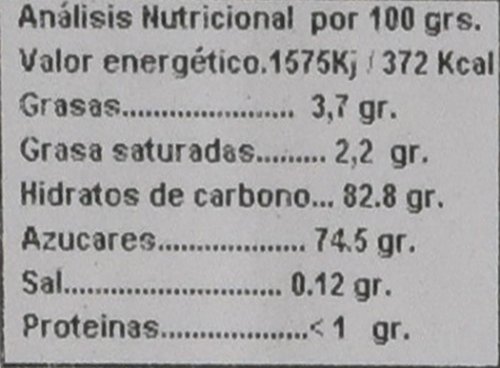 Análisis Nutricional por 100 grs.
Valor energético.1575Kj / 372 Kcal
Grasas...................... 3,7 gr.
Grasa saturadas......... 2,2 gr.
Hidratos de carbono... 82.8 gr.
Azucares................... 74.5 gr.
Sal............................ 0.12 gr.
Proteinas...................< 1 gr.